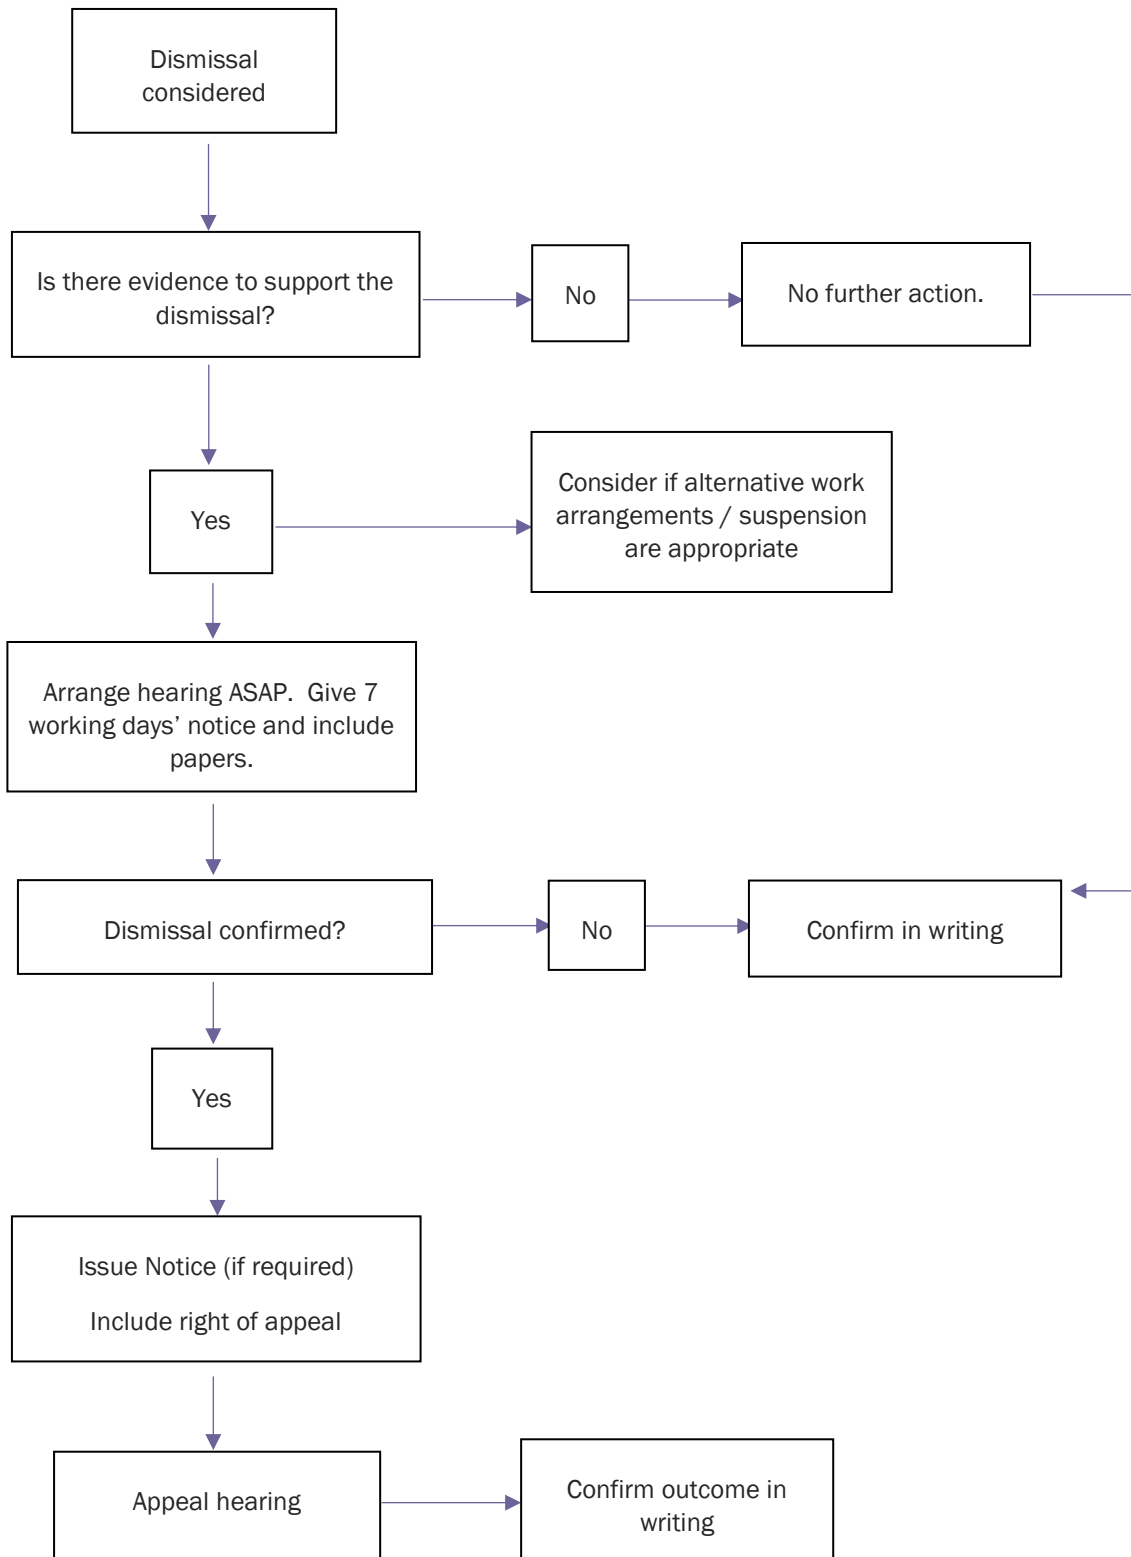 Dismissal
considered
Is there evidence to support the
dismissal?
No
No further action.
Yes
Consider if alternative work
arrangements / suspension
are appropriate
Arrange hearing ASAP.  Give 7
working days’ notice and include
papers.
Dismissal confirmed?
No
Confirm in writing
Yes
Issue Notice (if required)
Include right of appeal
Appeal hearing
Confirm outcome in
writing